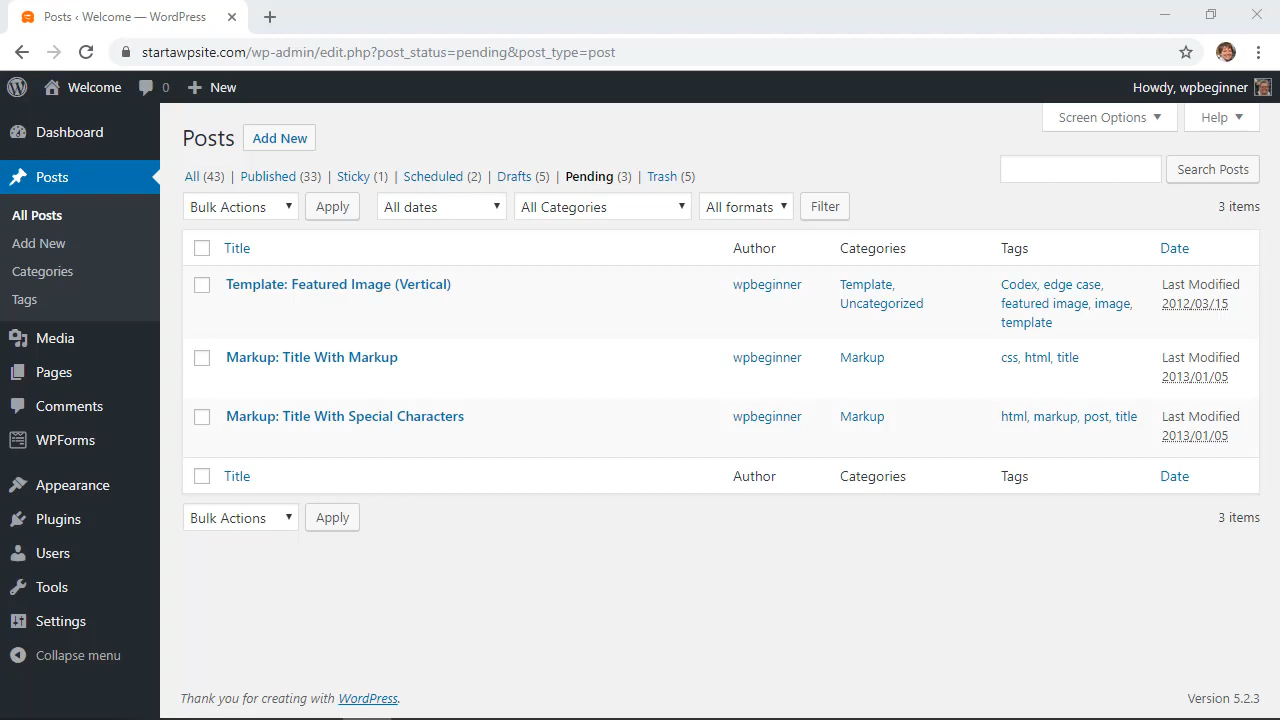 Posts ‹ Welcome — WordPress
startawpsite.com/wp-admin/edit.php?post_status=pending&post_type=post
Welcome 0 New Howdy, wpbeginner
Dashboard
Posts
All Posts
Add New
Categories
Tags
Media
Pages
Comments
WPForms
Appearance
Plugins
Users
Tools
Settings
Collapse menu
Screen Options Help
Posts Add New
All (43) | Published (33) | Sticky (1) | Scheduled (2) | Drafts (5) | Pending (3) | Trash (5)
Search Posts
Bulk Actions Apply All dates All Categories All formats Filter 3 items
Title Author Categories Tags Date
Template: Featured Image (Vertical) wpbeginner Template, Codex, edge case, Last Modified
Uncategorized featured image, image, 2012/03/15
template
Markup: Title With Markup wpbeginner Markup css, html, title Last Modified
2013/01/05
Markup: Title With Special Characters wpbeginner Markup html, markup, post, title Last Modified
2013/01/05
Title Author Categories Tags Date
Bulk Actions Apply 3 items
Thank you for creating with WordPress. Version 5.2.3